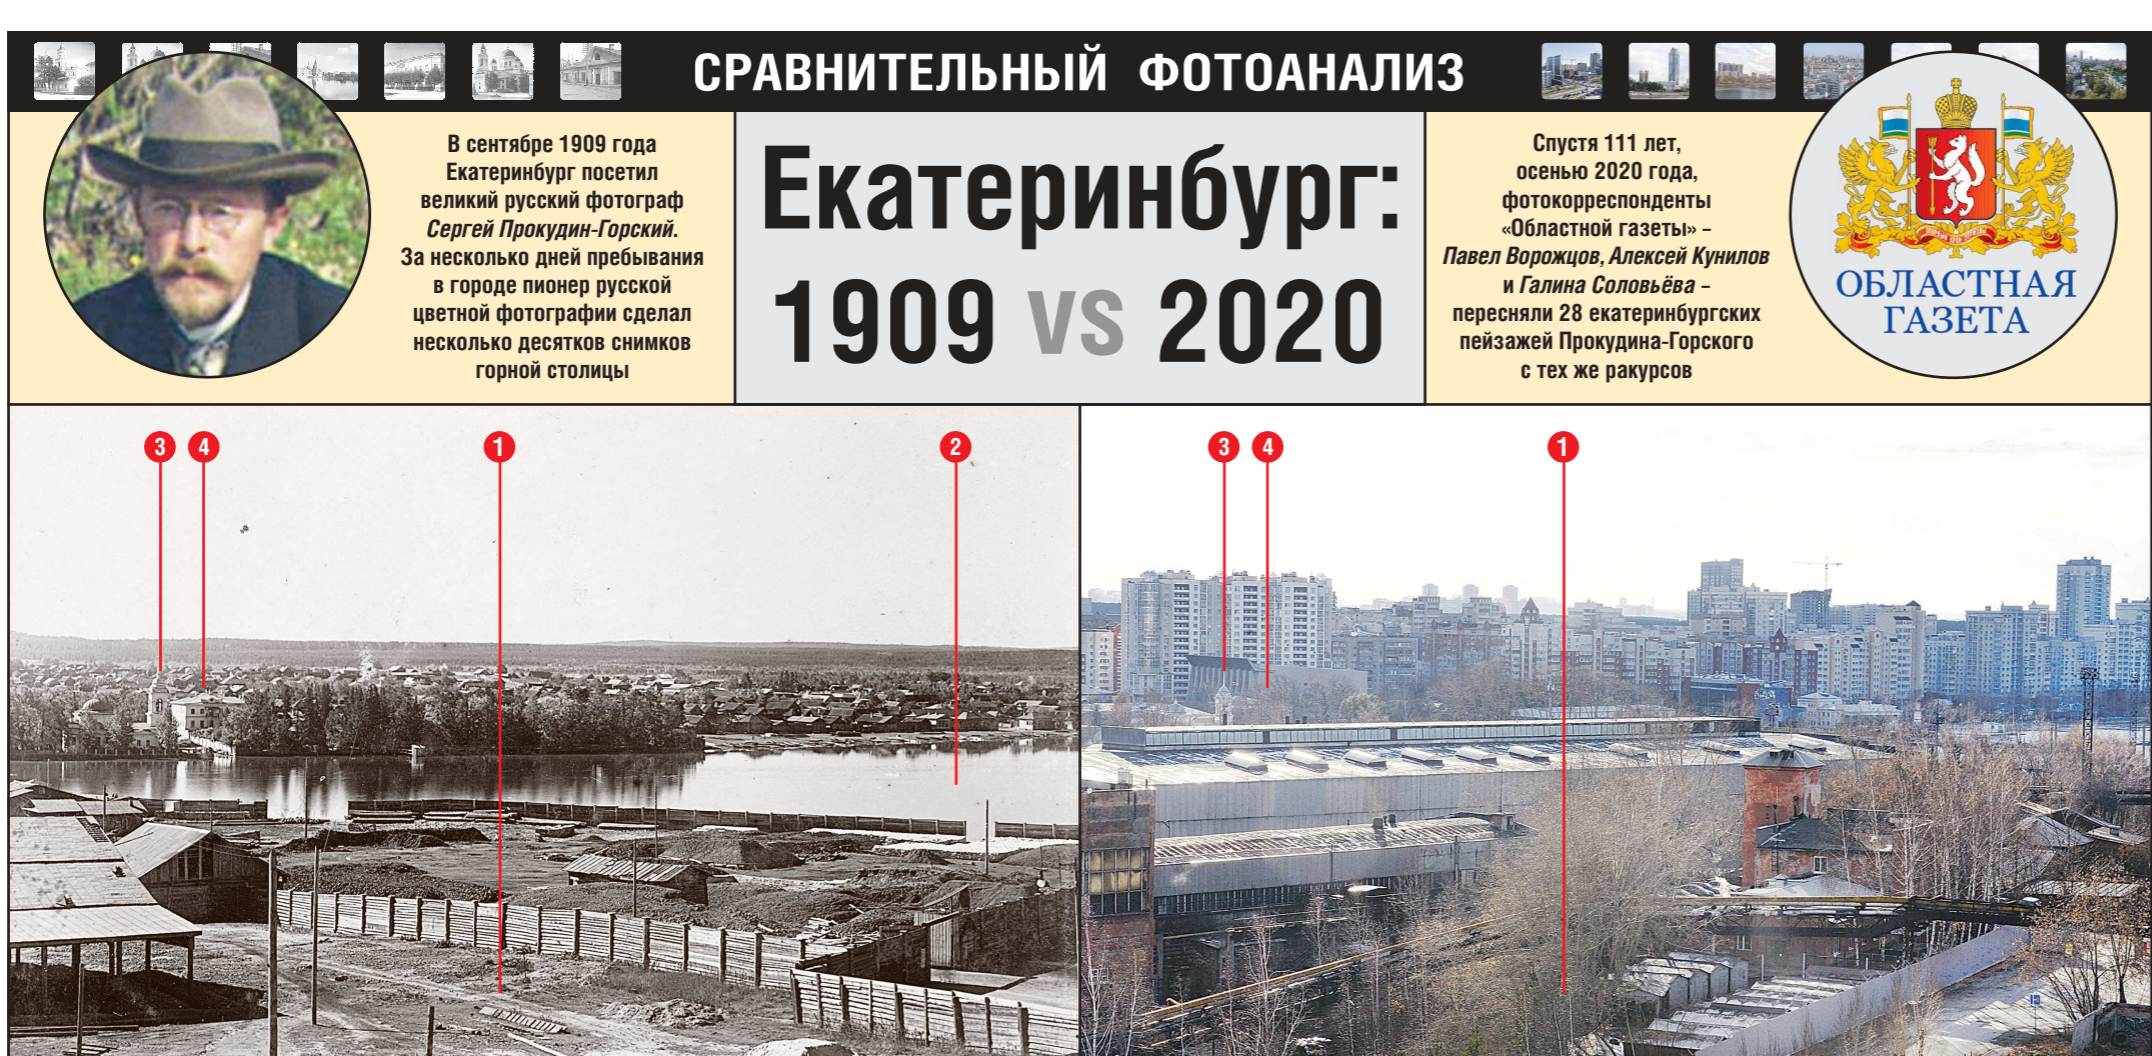 СРАВНИТЕЛЬНЫЙ ФОТОАНАЛИЗ
В сентябре 1909 года
Екатеринбург посетил
великий русский фотограф
Сергей Прокудин-Горский.
За несколько дней пребывания
в городе пионер русской
цветной фотографии сделал
несколько десятков снимков
горной столицы
Екатеринбург:
1909 vs 2020
Спустя 111 лет,
осенью 2020 года,
фотокорреспонденты
«Областной газеты» –
Павел Ворожцов, Алексей Кунилов
и Галина Соловьёва –
пересняли 28 екатеринбургских
пейзажей Прокудина-Горского
с тех же ракурсов
ОБЛАСТНАЯ
ГАЗЕТА
3 4 1 2
3 4 1